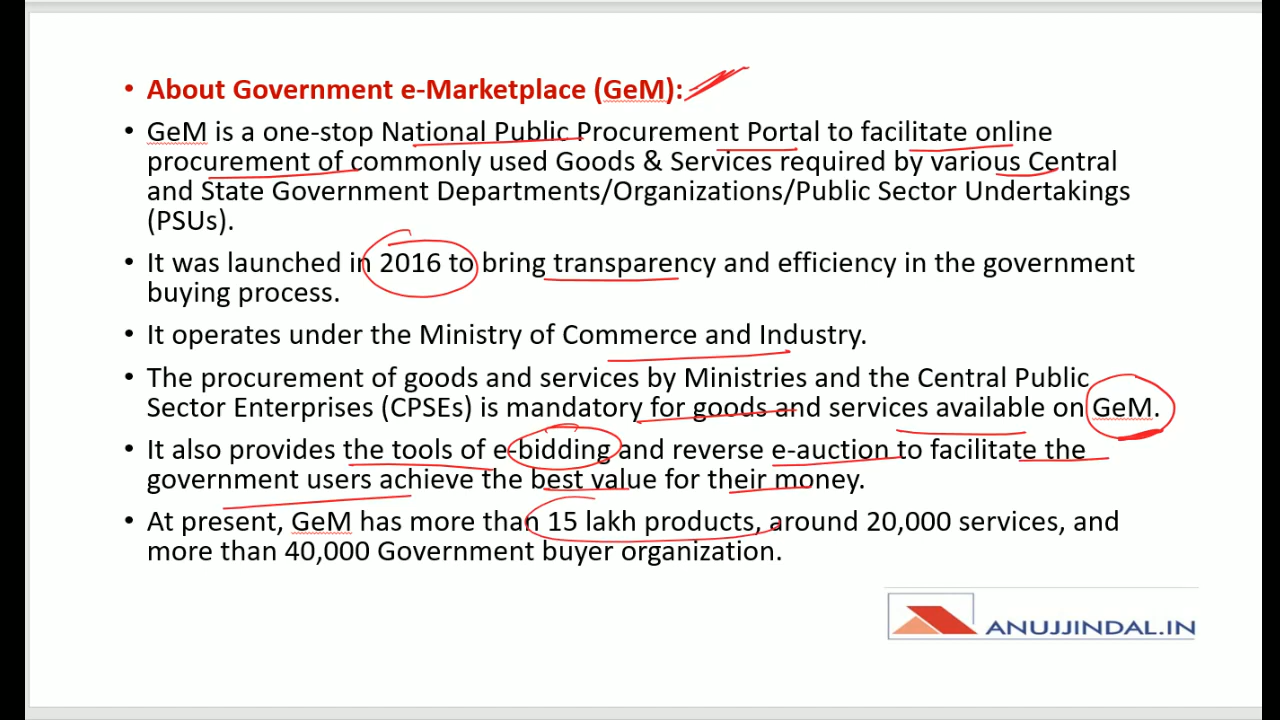 • About Government e-Marketplace (GeM):
• GeM is a one-stop National Public Procurement Portal to facilitate online
procurement of commonly used Goods & Services required by various Central
and State Government Departments/Organizations/Public Sector Undertakings
(PSUs).
• It was launched in 2016 to bring transparency and efficiency in the government
buying process.
• It operates under the Ministry of Commerce and Industry.
• The procurement of goods and services by Ministries and the Central Public
Sector Enterprises (CPSEs) is mandatory for goods and services available on GeM.
• It also provides the tools of e-bidding and reverse e-auction to facilitate the
government users achieve the best value for their money.
• At present, GeM has more than 15 lakh products, around 20,000 services, and
more than 40,000 Government buyer organization.
ANUJJINDAL.IN